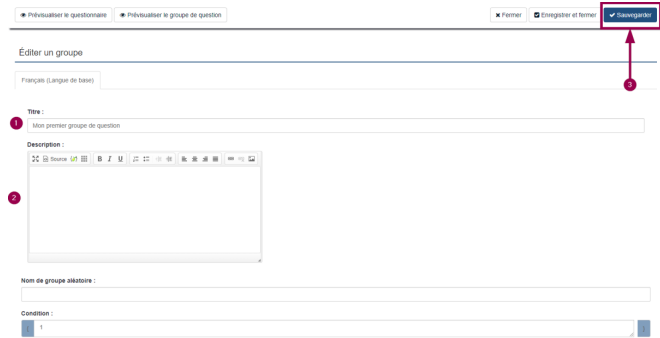 Prévisualiser le questionnaire Prévisualiser le groupe de question Fermer Enregistrer et fermer Sauvegarder
Éditer un groupe
3
Français (Langue de base)
Titre :
1 Mon premier groupe de question
Description :
Source B I U
2
Nom de groupe aléatoire :
Condition :
{ 1 }